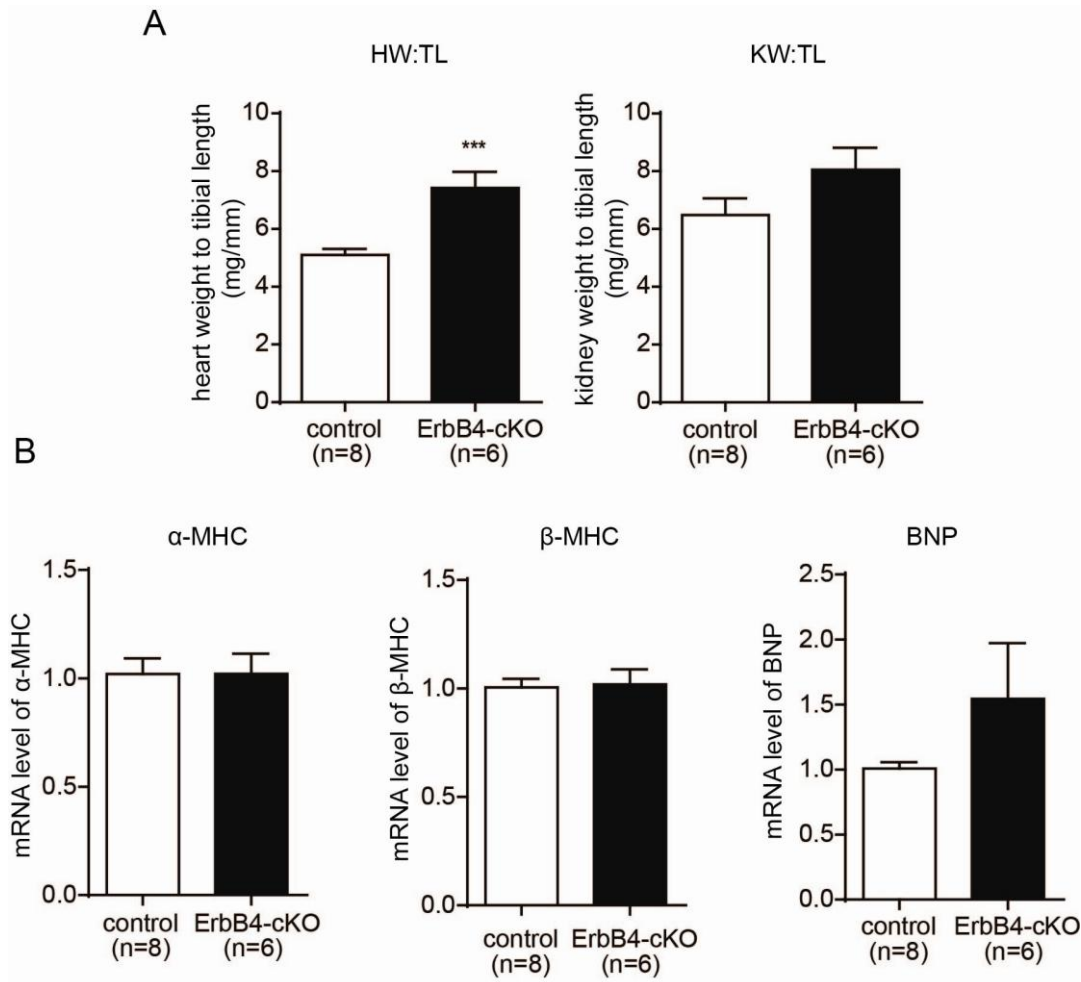 A
HW:TL
heart weight to tibial length
(mg/mm)
10
8
6
4
2
0
***
control
(n=8)
ErbB4-cKO
(n=6)
KW:TL
kidney weight to tibial length
(mg/mm)
10
8
6
4
2
0
control
(n=8)
ErbB4-cKO
(n=6)
B
α-MHC
mRNA level of α-MHC
1.5
1.0
0.5
0.0
control
(n=8)
ErbB4-cKO
(n=6)
β-MHC
mRNA level of β-MHC
1.5
1.0
0.5
0.0
control
(n=8)
ErbB4-cKO
(n=6)
BNP
mRNA level of BNP
2.5
2.0
1.5
1.0
0.5
0.0
control
(n=8)
ErbB4-cKO
(n=6)